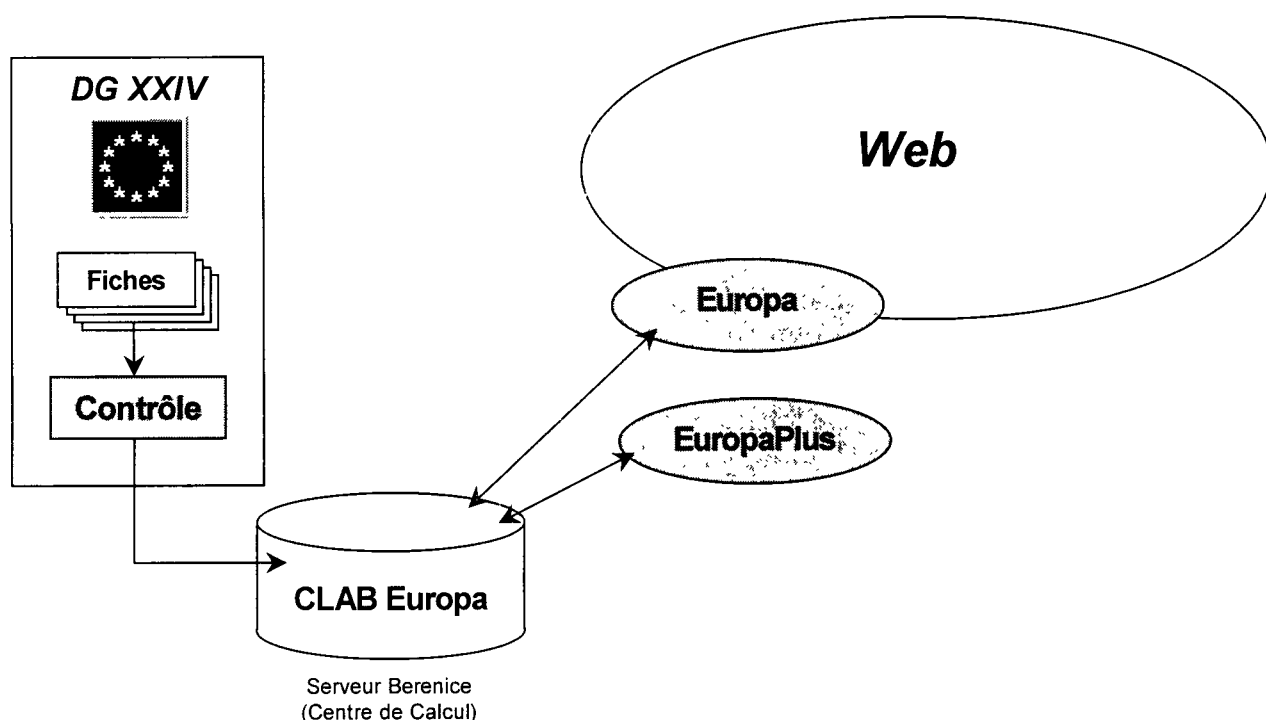 DG XXIV
Web
Fiches
Europa
Contrôle
EuropaPlus
CLAB Europa
Serveur Berenice
(Centre de Calcul)